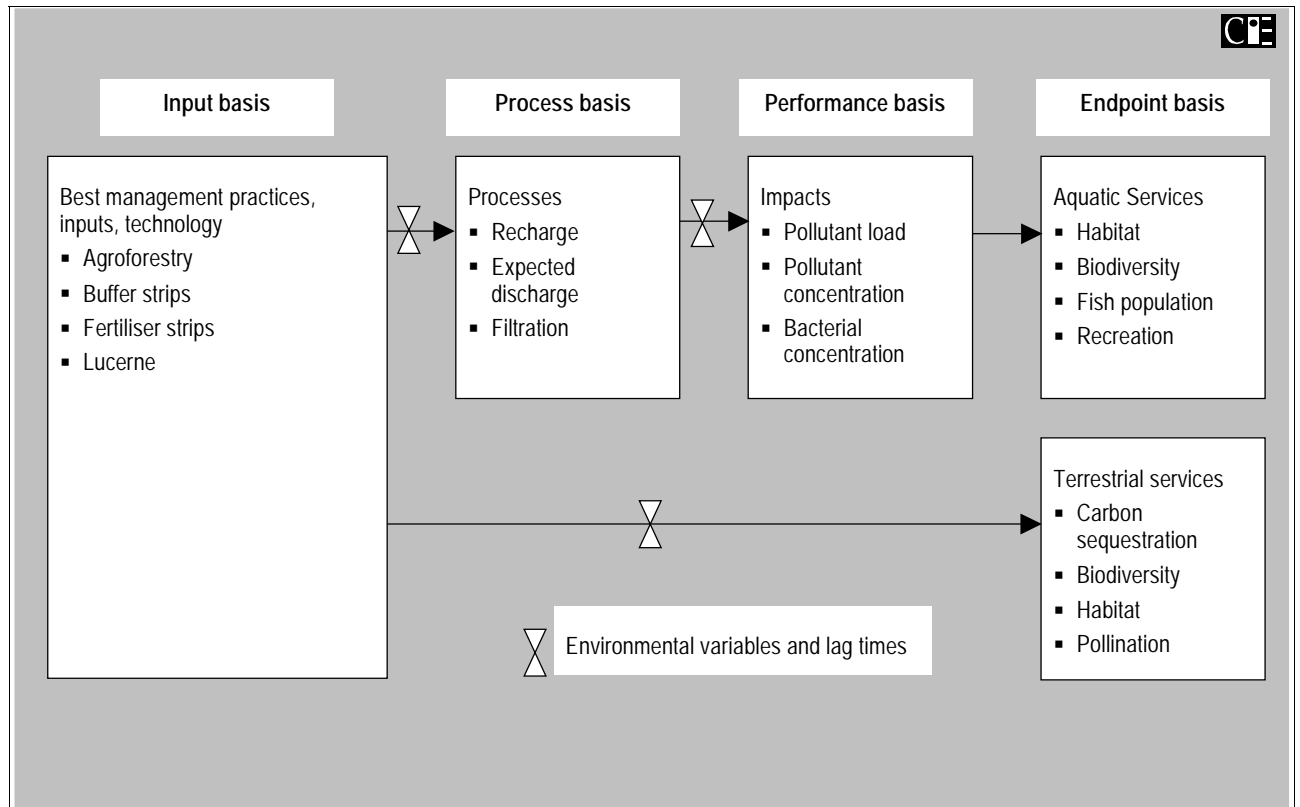 CIE
Input basis
Process basis
Performance basis
Endpoint basis
Best management practices,
inputs, technology
▪ Agroforestry
▪ Buffer strips
▪ Fertiliser strips
▪ Lucerne
Processes
▪ Recharge
▪ Expected
discharge
▪ Filtration
Impacts
▪ Pollutant load
▪ Pollutant
concentration
▪ Bacterial
concentration
Aquatic Services
▪ Habitat
▪ Biodiversity
▪ Fish population
▪ Recreation
Terrestrial services
▪ Carbon
sequestration
▪ Biodiversity
▪ Habitat
▪ Pollination
Environmental variables and lag times